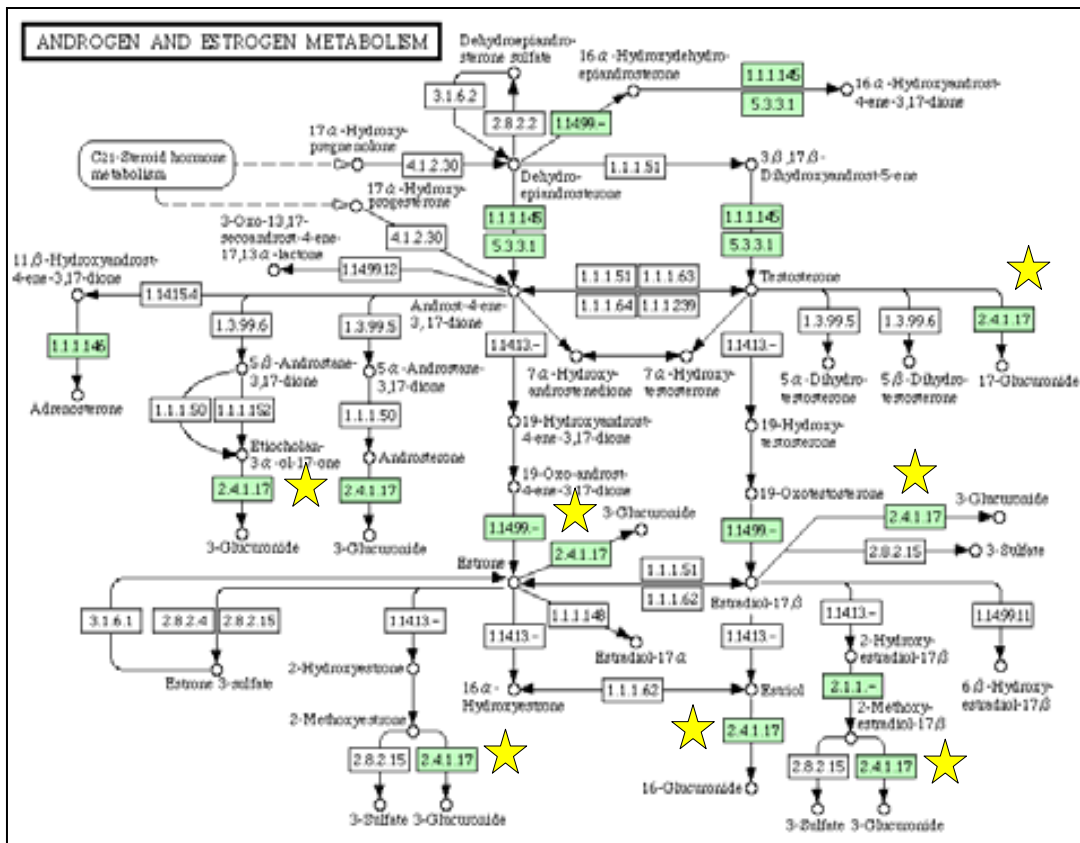 ANDROGEN AND ESTROGEN METABOLISM
Dehydroepiandro-
sterone sulfate
16α-Hydroxydehydro-
epiandrosterone
1.1.1.145
5.3.3.1
16α-Hydroxyandrost-
4-ene-3,17-dione
3.1.6.2
2.8.2.2
1.14.99.-
17α-Hydroxy-
pregnenolone
C21-Steroid hormone
metabolism
4.1.2.30
Dehydro-
epiandrosterone
1.1.1.51
3β,17β-
Dihydroxyandrost-5-ene
17α-Hydroxy-
progesterone
4.1.2.30
1.1.1.145
5.3.3.1
1.1.1.145
5.3.3.1
3-Oxo-13,17-
secoandrost-4-ene-
17,13α-lactone
1.14.99.12
11β-Hydroxyandrost-
4-ene-3,17-dione
1.14.15.4
Androst-4-ene-
3,17-dione
1.1.1.51
1.1.1.63
1.1.1.64
1.1.1.239
Testosterone
1.1.1.146
Adrenosterone
1.3.99.6
1.3.99.5
1.14.13.-
1.14.13.-
1.3.99.5
1.3.99.6
2.4.1.17
5β-Androstane-
3,17-dione
5α-Androstane-
3,17-dione
7α-Hydroxy-
androstenedione
7α-Hydroxy-
testosterone
5α-Dihydro-
testosterone
5β-Dihydro-
testosterone
17-Glucuronide
1.1.1.50
1.1.1.152
1.1.1.50
19-Hydroxyandrost-
4-ene-3,17-dione
19-Hydroxy-
testosterone
Etiocholan-
3α-ol-17-one
Androsterone
2.4.1.17
2.4.1.17
19-Oxo-androst-
4-ene-3,17-dione
19-Oxotestosterone
3-Glucuronide
3-Glucuronide
1.14.99.-
3-Glucuronide
2.4.1.17
1.14.99.-
2.4.1.17
3-Glucuronide
2.8.2.15
3-Sulfate
Estrone
1.1.1.51
1.1.1.62
Estradiol-17β
3.1.6.1
2.8.2.4
2.8.2.15
1.14.13.-
1.14.13.-
1.1.1.148
Estradiol-17α
1.14.13.-
1.14.13.-
1.14.99.11
Estrone 3-sulfate
2-Hydroxyestrone
16α-
Hydroxyestrone
1.1.1.62
Estriol
2-Hydroxy-
estradiol-17β
2.1.1.-
6β-Hydroxy-
estradiol-17β
2-Methoxyestrone
2.8.2.15
2.4.1.17
2.4.1.17
16-Glucuronide
2-Methoxy-
estradiol-17β
2.8.2.15
2.4.1.17
3-Sulfate
3-Glucuronide
3-Sulfate
3-Glucuronide